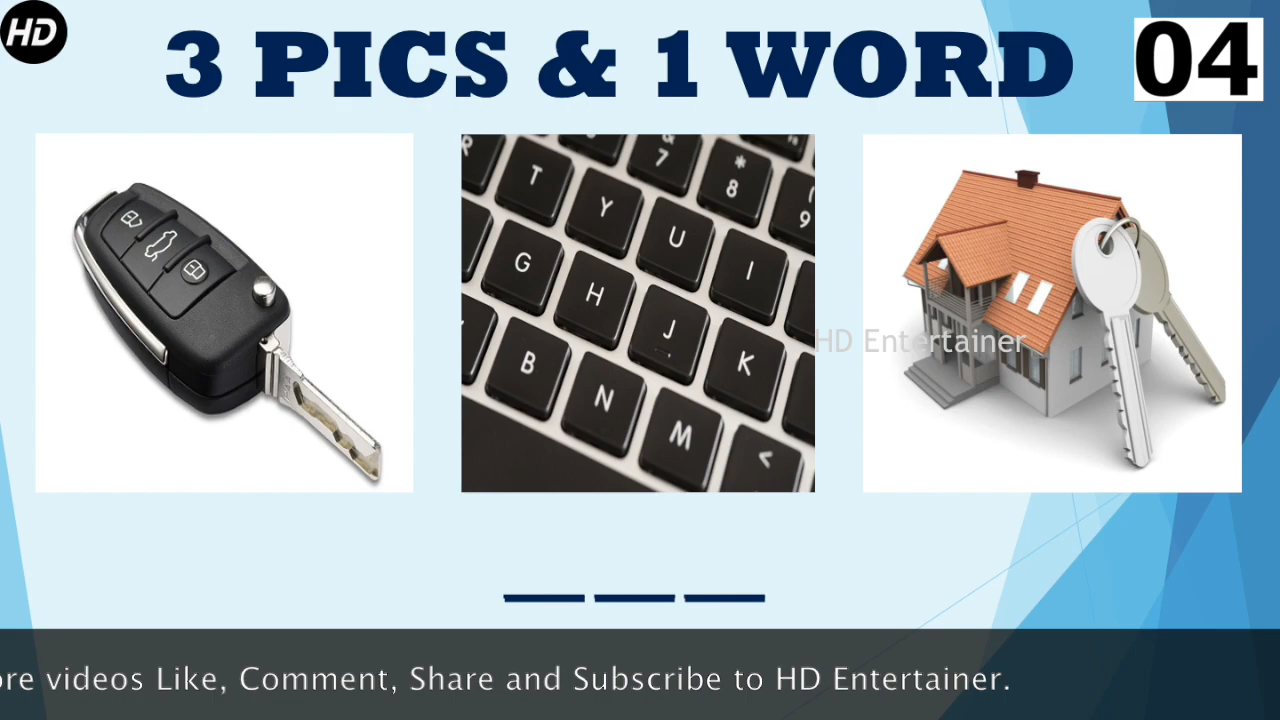 HD
3 PICS & 1 WORD
04
R T Y U I
& 7 * 8 ( 9
G H J K
B N M <
HD Entertainer
ore videos Like, Comment, Share and Subscribe to HD Entertainer.